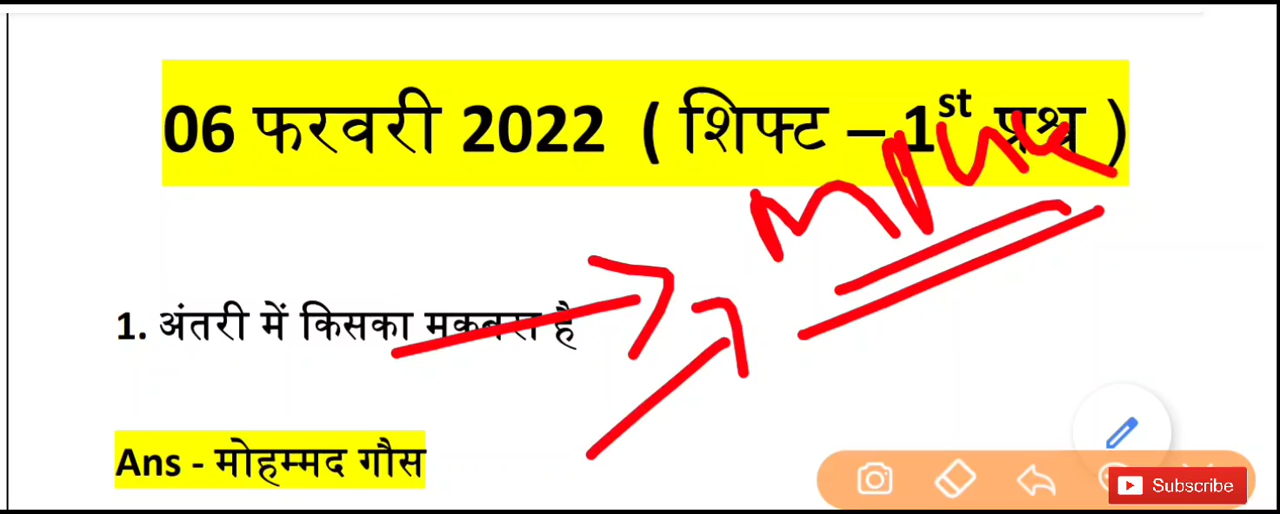 06 फरवरी 2022 ( शिफ्ट – 1st प्रश्न )
1. अंतरी में किसका मकबरा है
Ans - मोहम्मद गौस
Subscribe